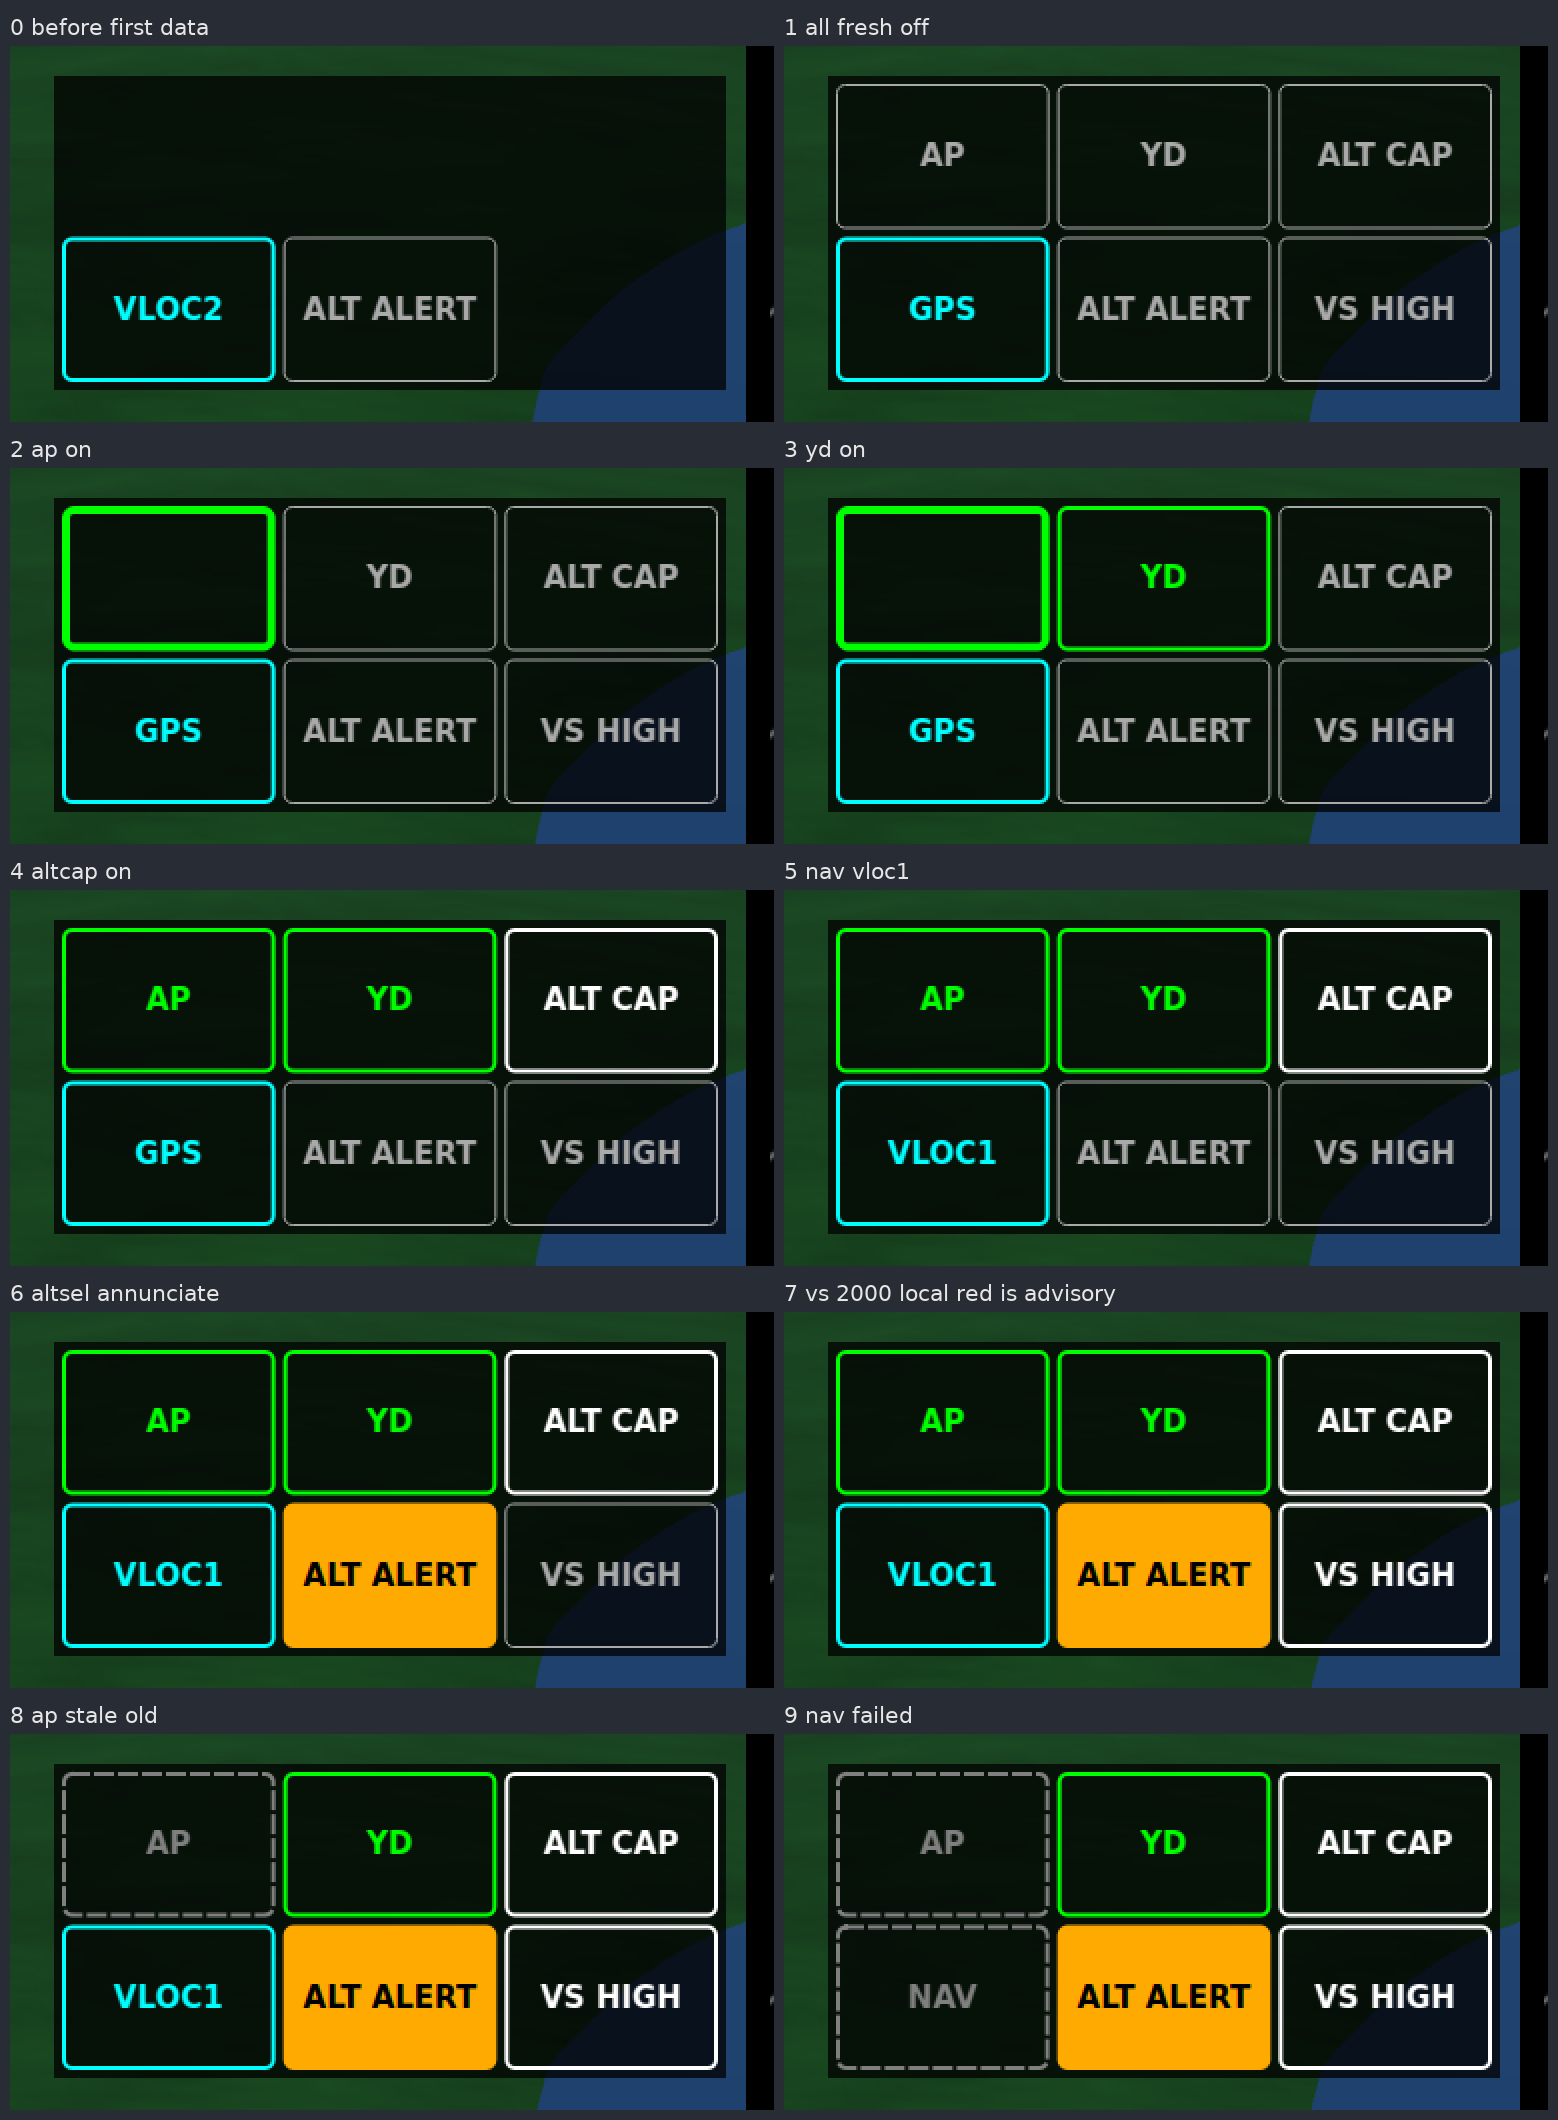 0 before first data
1 all fresh off
VLOC2
ALT ALERT
AP
YD
ALT CAP
GPS
ALT ALERT
VS HIGH
2 ap on
3 yd on
YD
ALT CAP
GPS
ALT ALERT
VS HIGH
YD
ALT CAP
GPS
ALT ALERT
VS HIGH
4 altcap on
5 nav vloc1
AP
YD
ALT CAP
GPS
ALT ALERT
VS HIGH
AP
YD
ALT CAP
VLOC1
ALT ALERT
VS HIGH
6 altsel annunciate
7 vs 2000 local red is advisory
AP
YD
ALT CAP
VLOC1
ALT ALERT
VS HIGH
AP
YD
ALT CAP
VLOC1
ALT ALERT
VS HIGH
8 ap stale old
9 nav failed
AP
YD
ALT CAP
VLOC1
ALT ALERT
VS HIGH
AP
YD
ALT CAP
NAV
ALT ALERT
VS HIGH